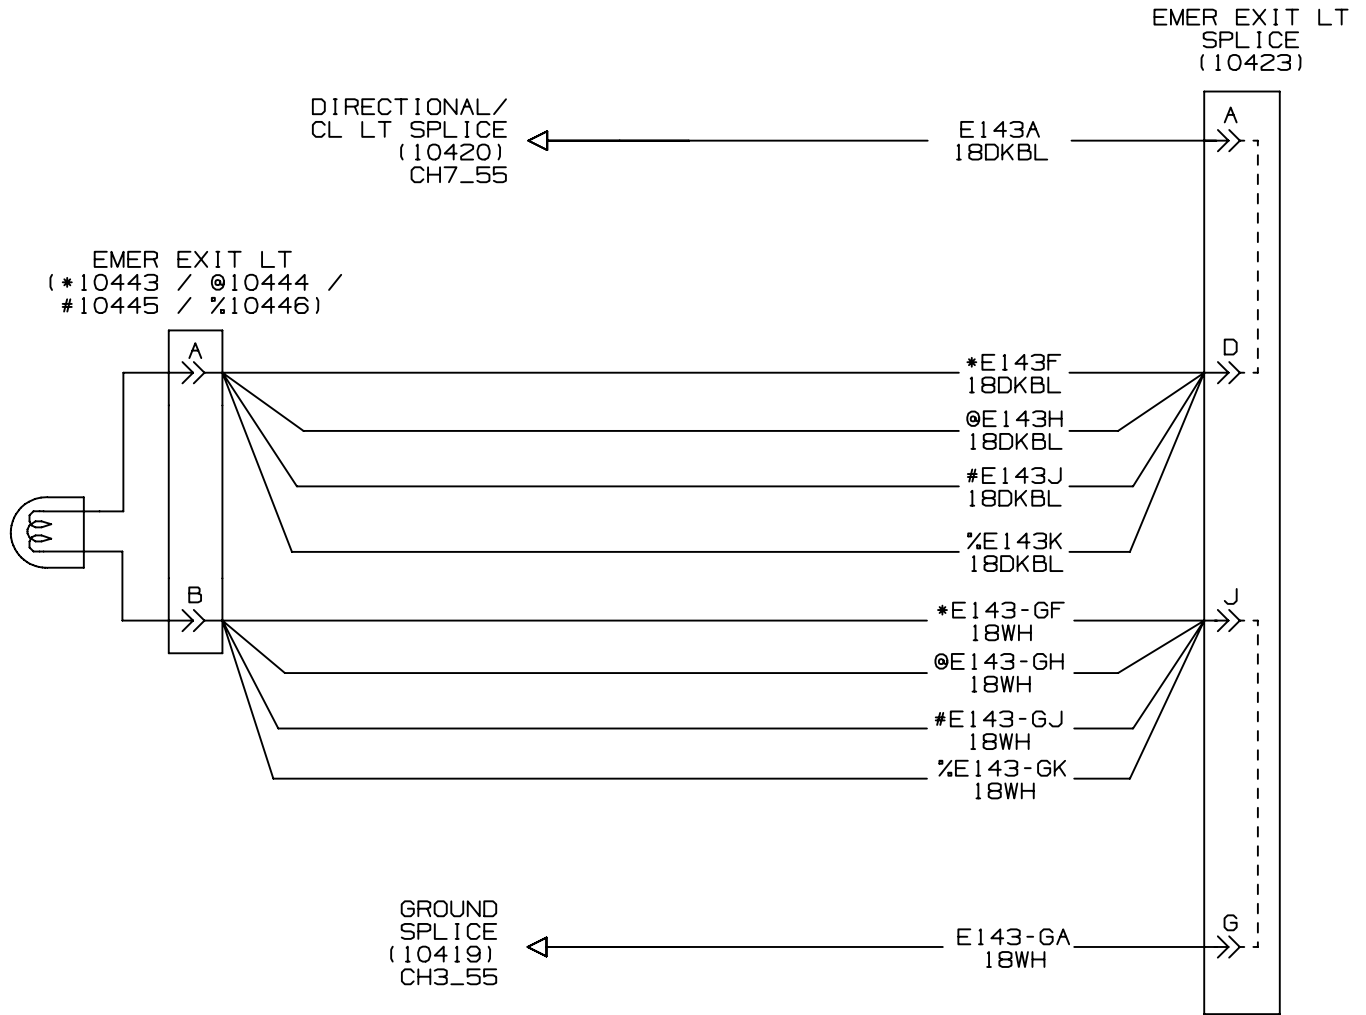 EMER EXIT LT
SPLICE
(10423)
DIRECTIONAL/
CL LT SPLICE
(10420)
CH7_55
E143A
18DKBL
A
EMER EXIT LT
(*10443 / @10444 /
#10445 / %10446)
A
*E143F
18DKBL
D
@E143H
18DKBL
#E143J
18DKBL
%E143K
18DKBL
B
*E143-GF
18WH
J
@E143-GH
18WH
#E143-GJ
18WH
%E143-GK
18WH
GROUND
SPLICE
(10419)
CH3_55
E143-GA
18WH
G